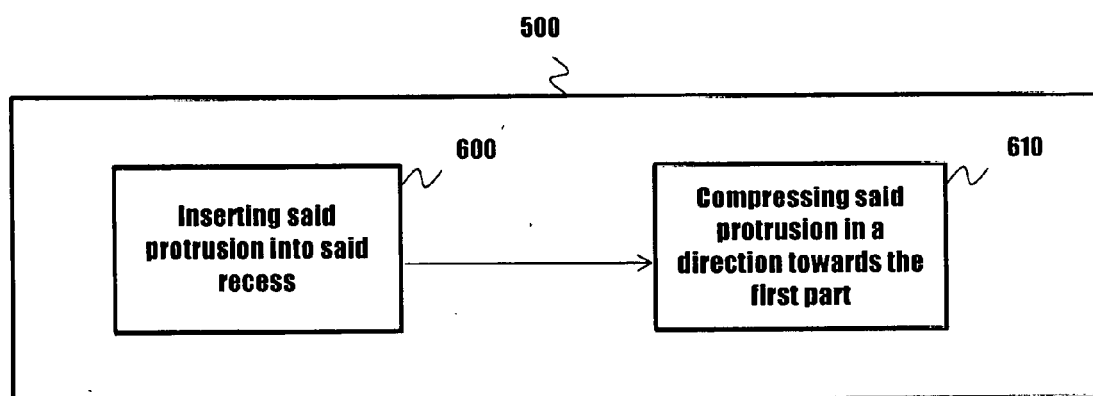 500
600
Inserting said
protrusion into said
recess
610
Compressing said
protrusion in a
direction towards the
first part